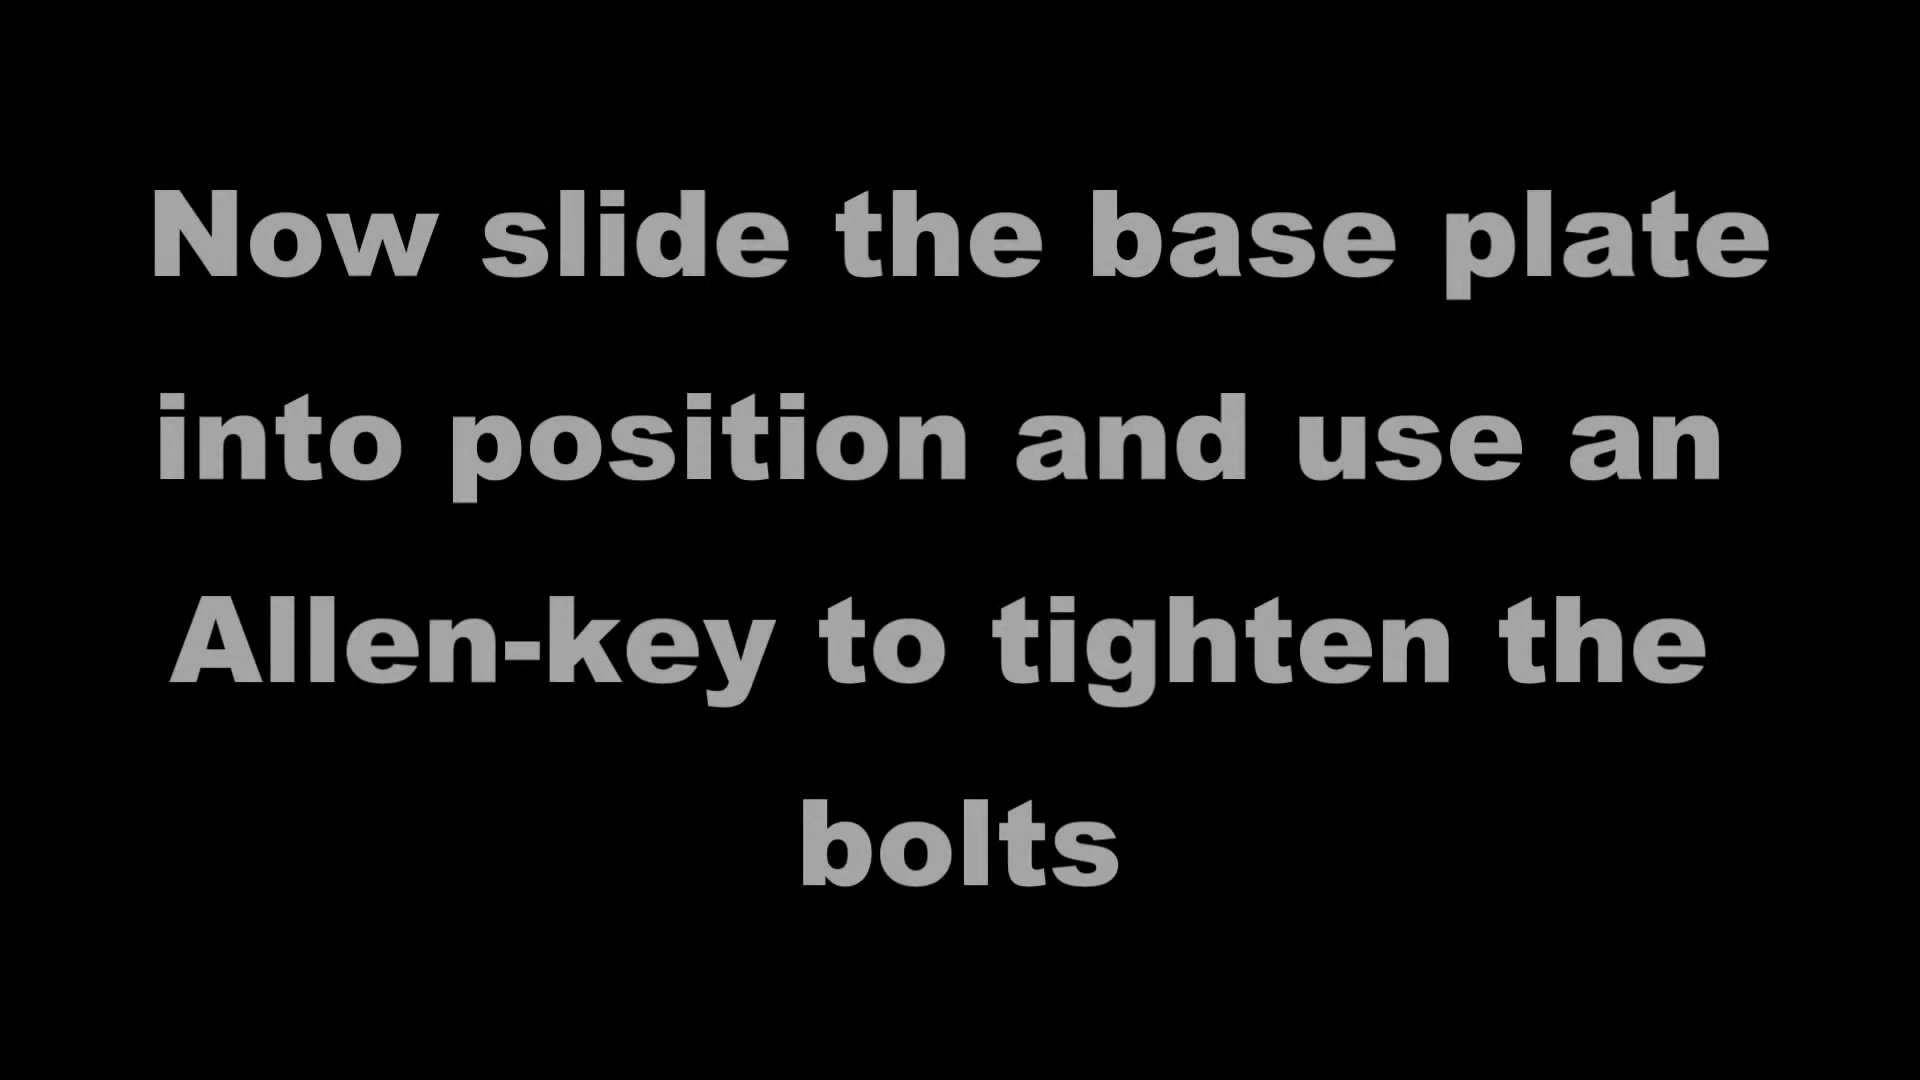 Now slide the base plate
into position and use an
Allen-key to tighten the
bolts